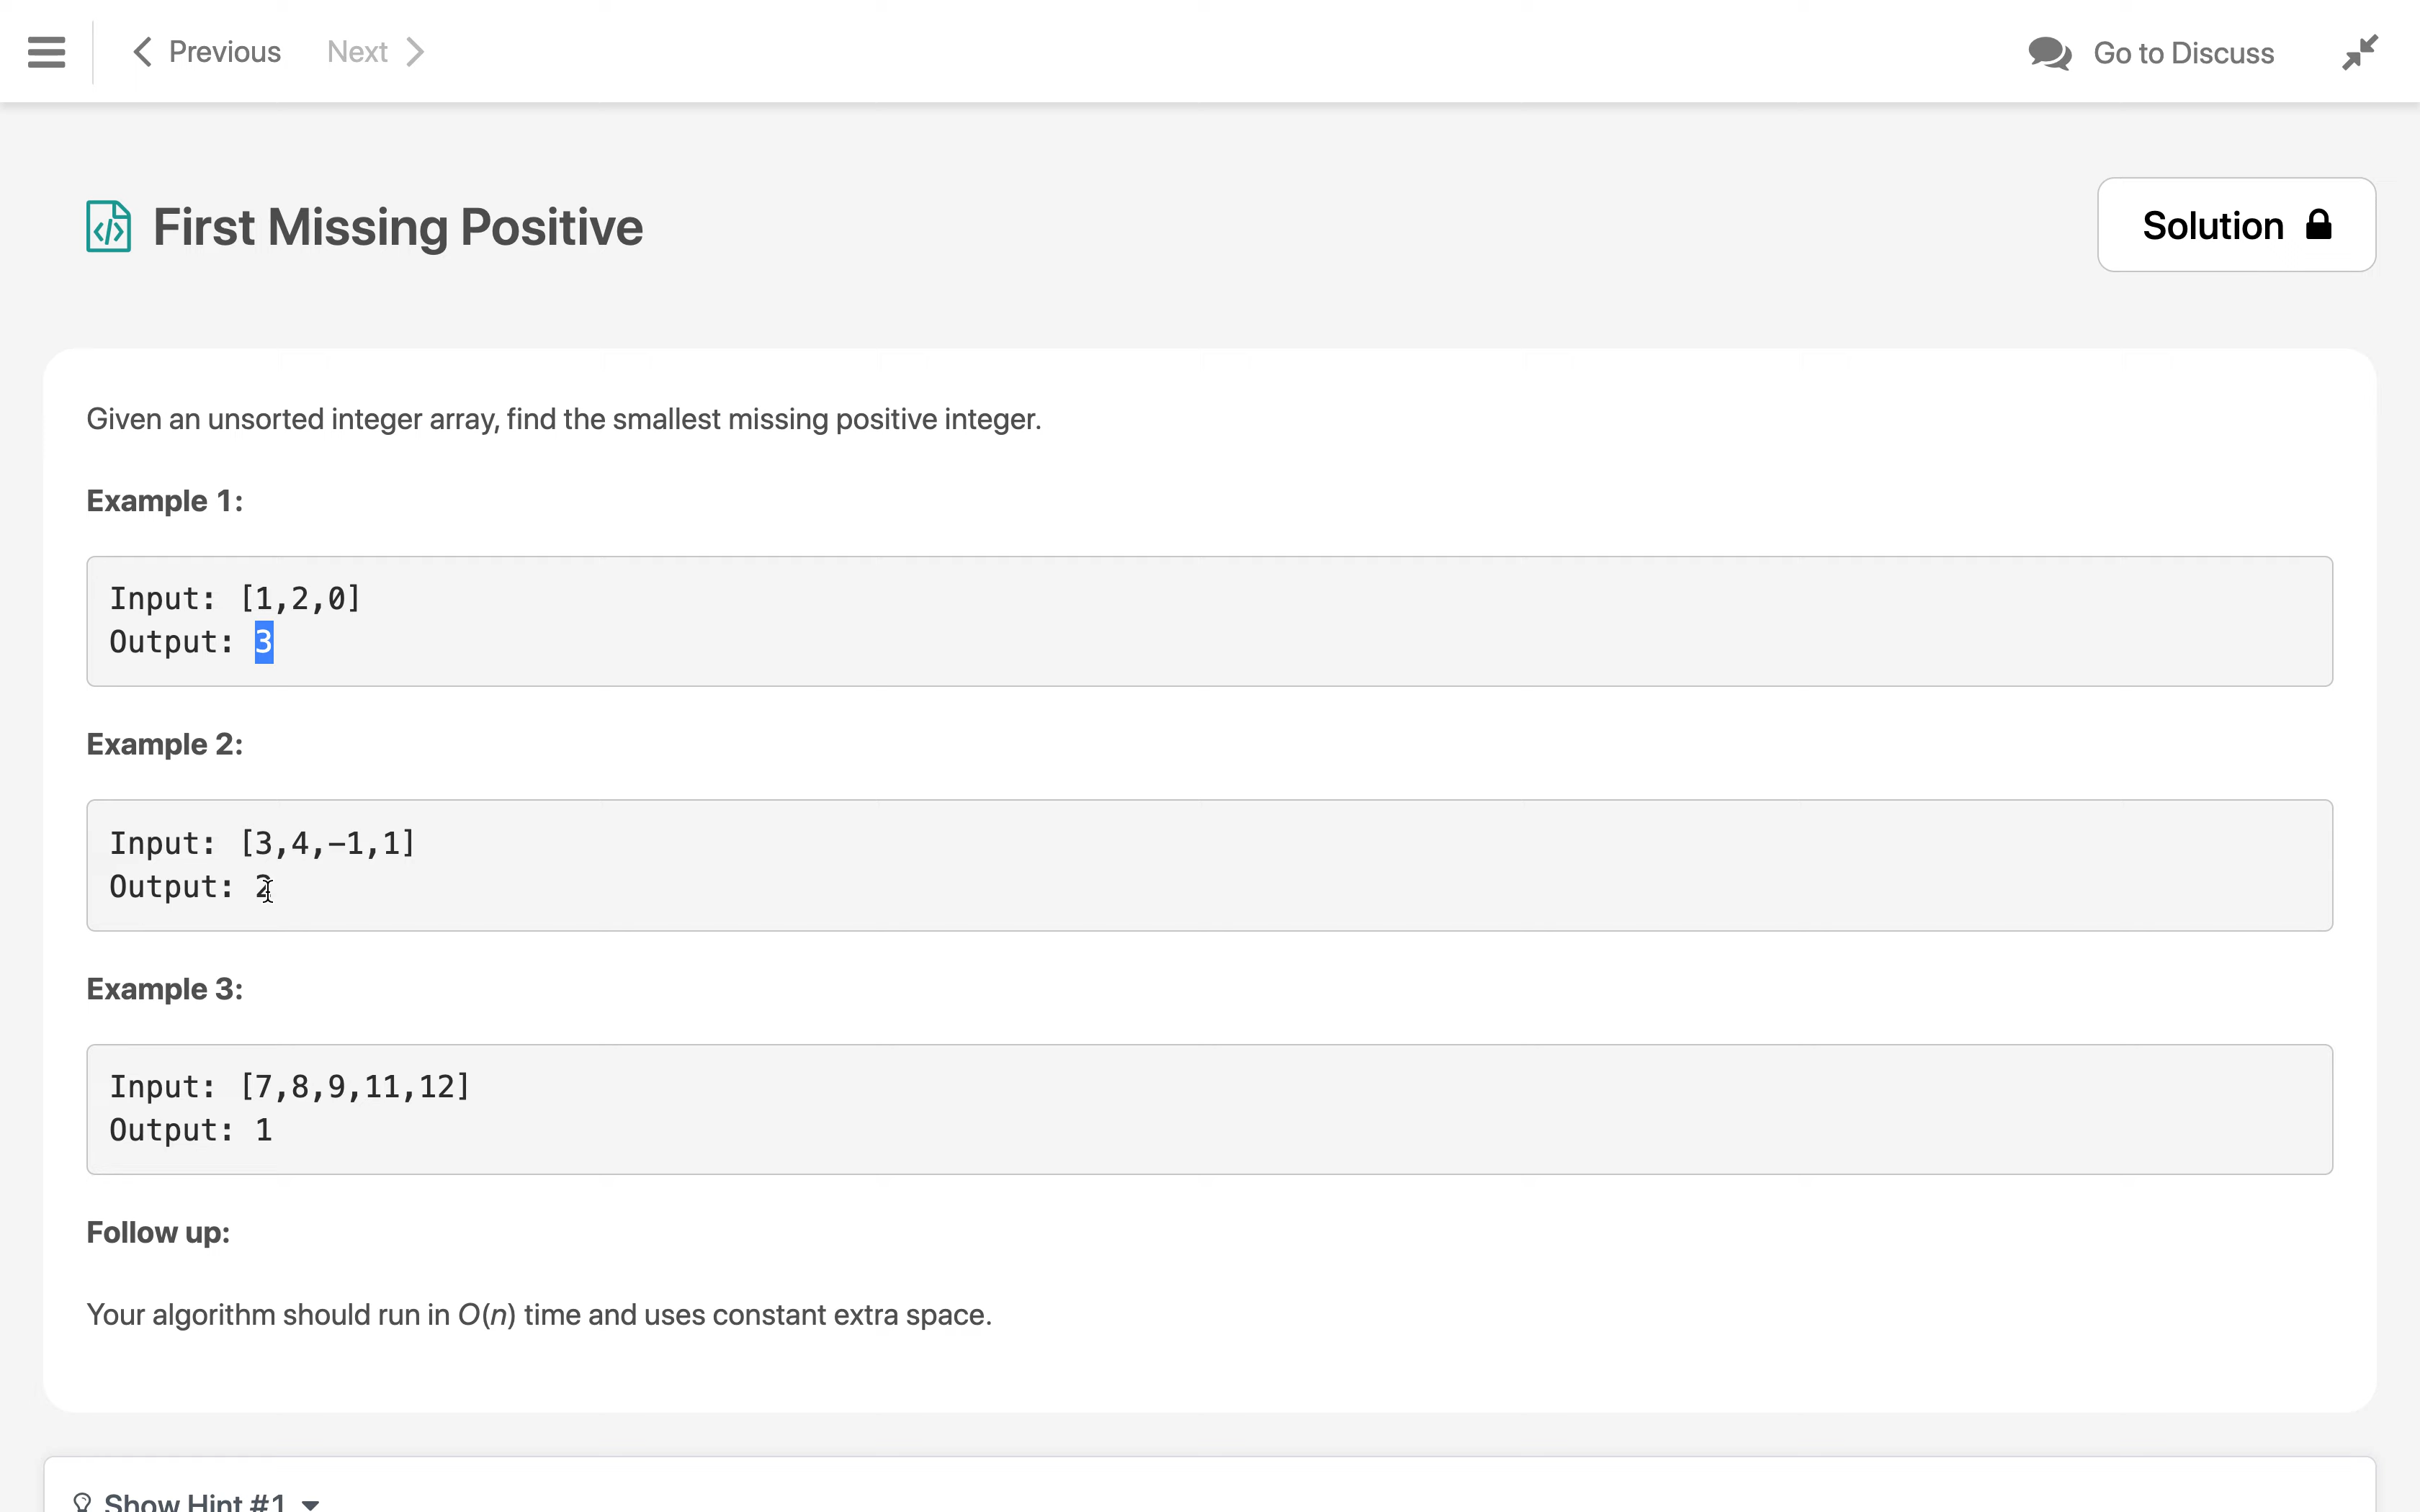 Previous Next Go to Discuss
First Missing Positive Solution
Given an unsorted integer array, find the smallest missing positive integer.
Example 1:
Input: [1,2,0]
Output: 3
Example 2:
Input: [3,4,-1,1]
Output: 2
Example 3:
Input: [7,8,9,11,12]
Output: 1
Follow up:
Your algorithm should run in O(n) time and uses constant extra space.
Show Hint #1